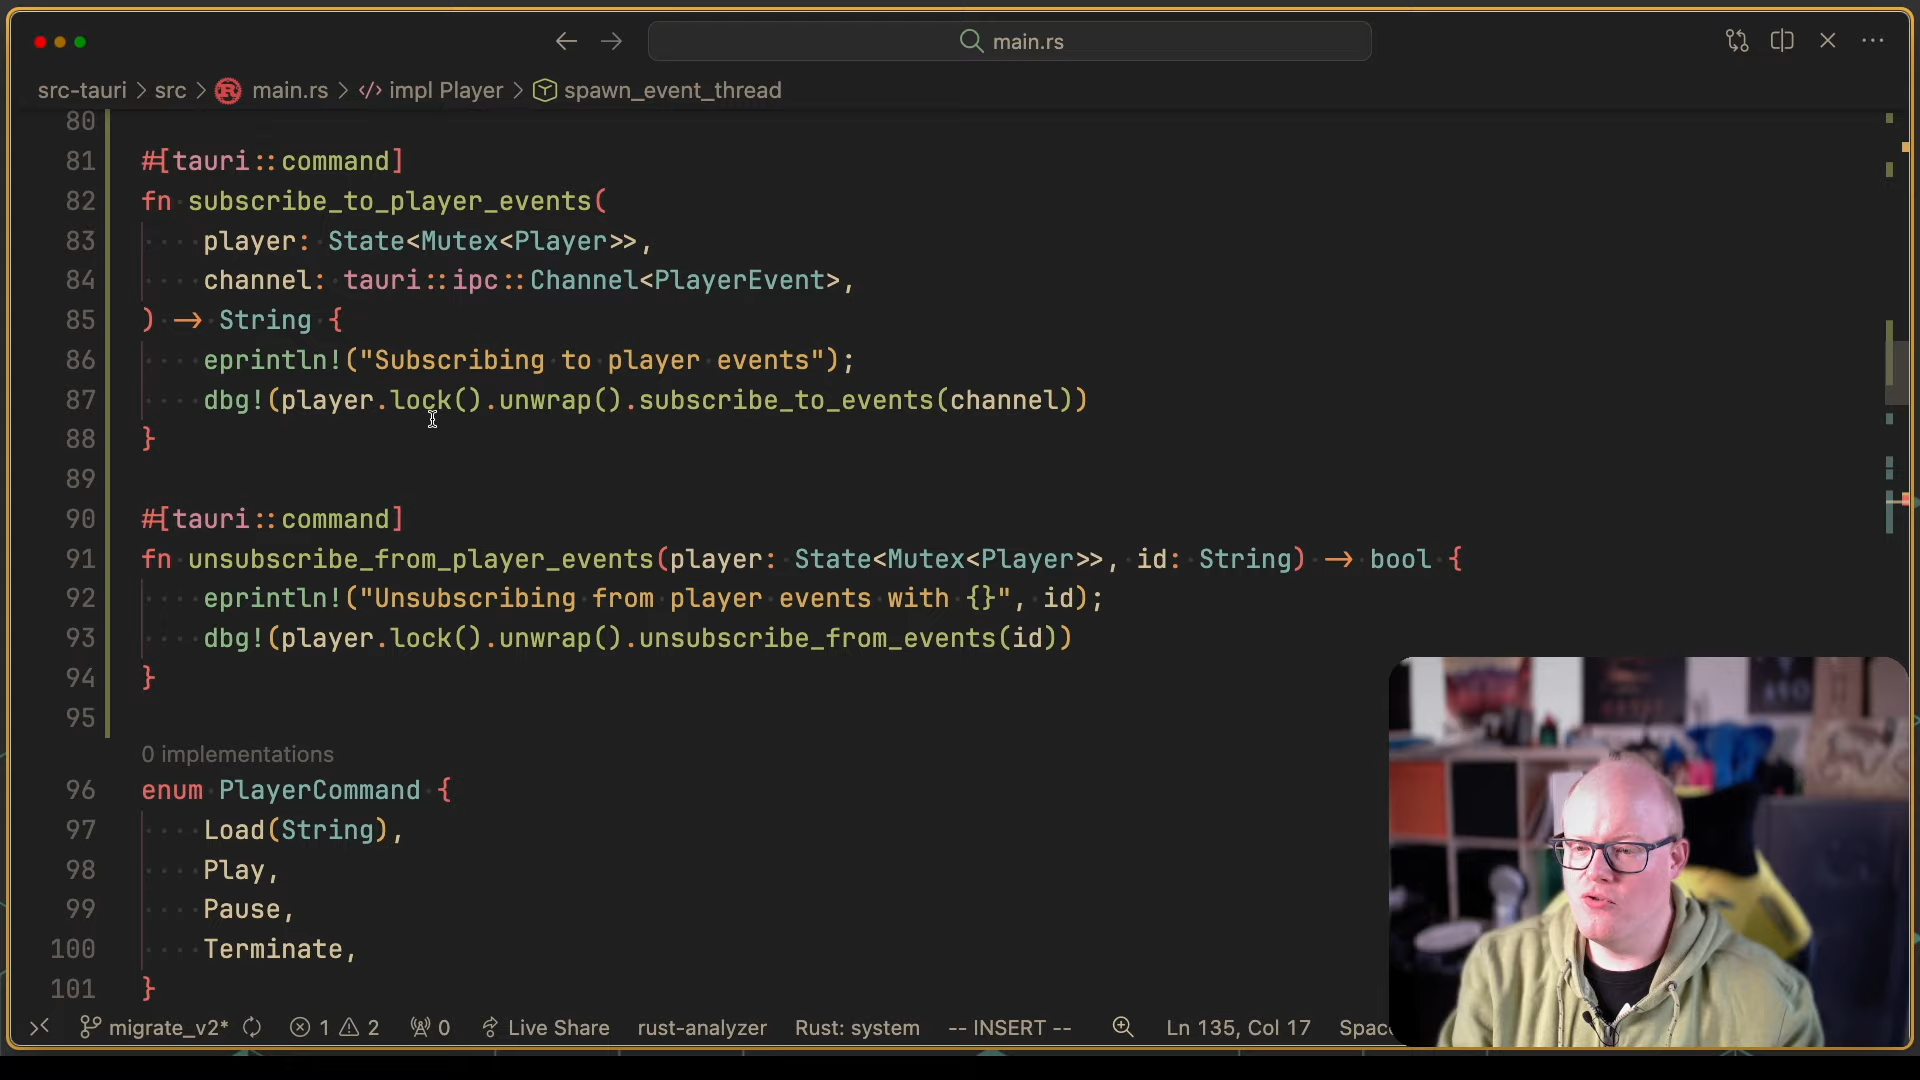 main.rs
src-tauri > src > main.rs > impl Player > spawn_event_thread
80
81 #[tauri::command]
82 fn subscribe_to_player_events(
83 player: State<Mutex<Player>>,
84 channel: tauri::ipc::Channel<PlayerEvent>,
85 ) -> String {
86 eprintln!("Subscribing to player events");
87 dbg!(player.lock().unwrap().subscribe_to_events(channel))
88 }
89
90 #[tauri::command]
91 fn unsubscribe_from_player_events(player: State<Mutex<Player>>, id: String) -> bool {
92 eprintln!("Unsubscribing from player events with {}", id);
93 dbg!(player.lock().unwrap().unsubscribe_from_events(id))
94 }
95
0 implementations
96 enum PlayerCommand {
97 Load(String),
98 Play,
99 Pause,
100 Terminate,
101 }
migrate_v2* 1 2 0 Live Share rust-analyzer Rust: system -- INSERT -- Ln 135, Col 17 Spac